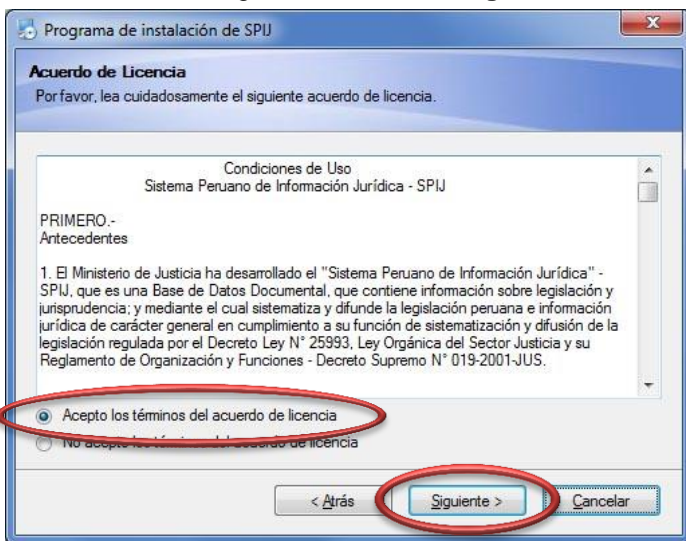 Programa de instalación de SPIJ
Acuerdo de Licencia
Por favor, lea cuidadosamente el siguiente acuerdo de licencia.
Condiciones de Uso
Sistema Peruano de Información Jurídica - SPIJ
PRIMERO.-
Antecedentes
1. El Ministerio de Justicia ha desarrollado el "Sistema Peruano de Información Jurídica" -
SPIJ, que es una Base de Datos Documental, que contiene información sobre legislación y
jurisprudencia; y mediante el cual sistematiza y difunde la legislación peruana e información
jurídica de carácter general en cumplimiento a su función de sistematización y difusión de la
legislación regulada por el Decreto Ley N° 25993, Ley Orgánica del Sector Justicia y su
Reglamento de Organización y Funciones - Decreto Supremo N° 019-2001-JUS.
Acepto los términos del acuerdo de licencia
No acepto los términos del acuerdo de licencia
< Atrás
Siguiente >
Cancelar